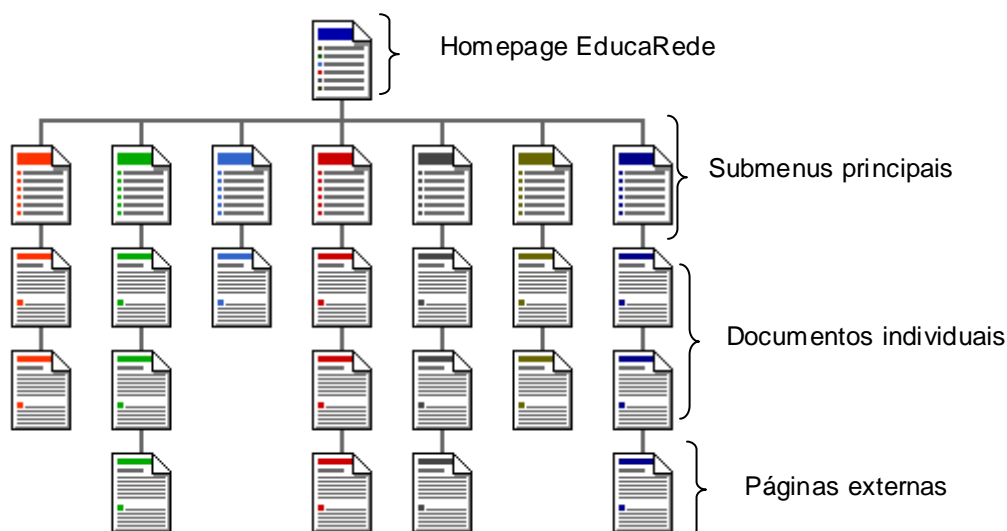 Homepage EducaRede
Submenus principais
Documentos individuais
Páginas externas